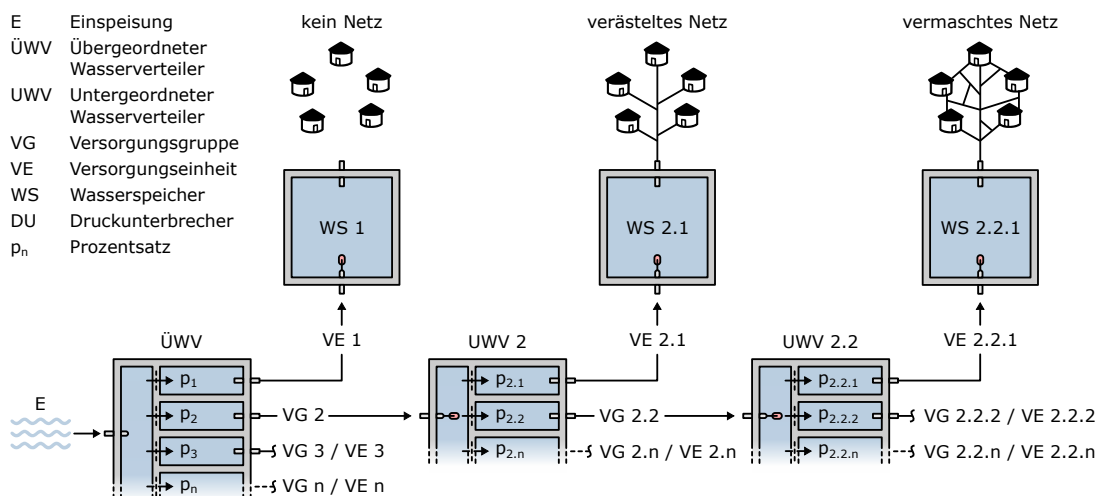 E Einspeisung
ÜWV Übergeordneter
Wasserverteiler
UWV Untergeordneter
Wasserverteiler
VG Versorgungsgruppe
VE Versorgungseinheit
WS Wasserspeicher
DU Druckunterbrecher
pn Prozentsatz
kein Netz
verästeltes Netz
vermaschtes Netz
WS 1
WS 2.1
WS 2.2.1
VE 1
VE 2.1
VE 2.2.1
ÜWV
UWV 2
UWV 2.2
E
p1
p2
p3
pn
VG 2
VG 3 / VE 3
VG n / VE n
p2.1
p2.2
p2.n
VG 2.2
VG 2.n / VE 2.n
p2.2.1
p2.2.2
p2.2.n
VG 2.2.2 / VE 2.2.2
VG 2.2.n / VE 2.2.n